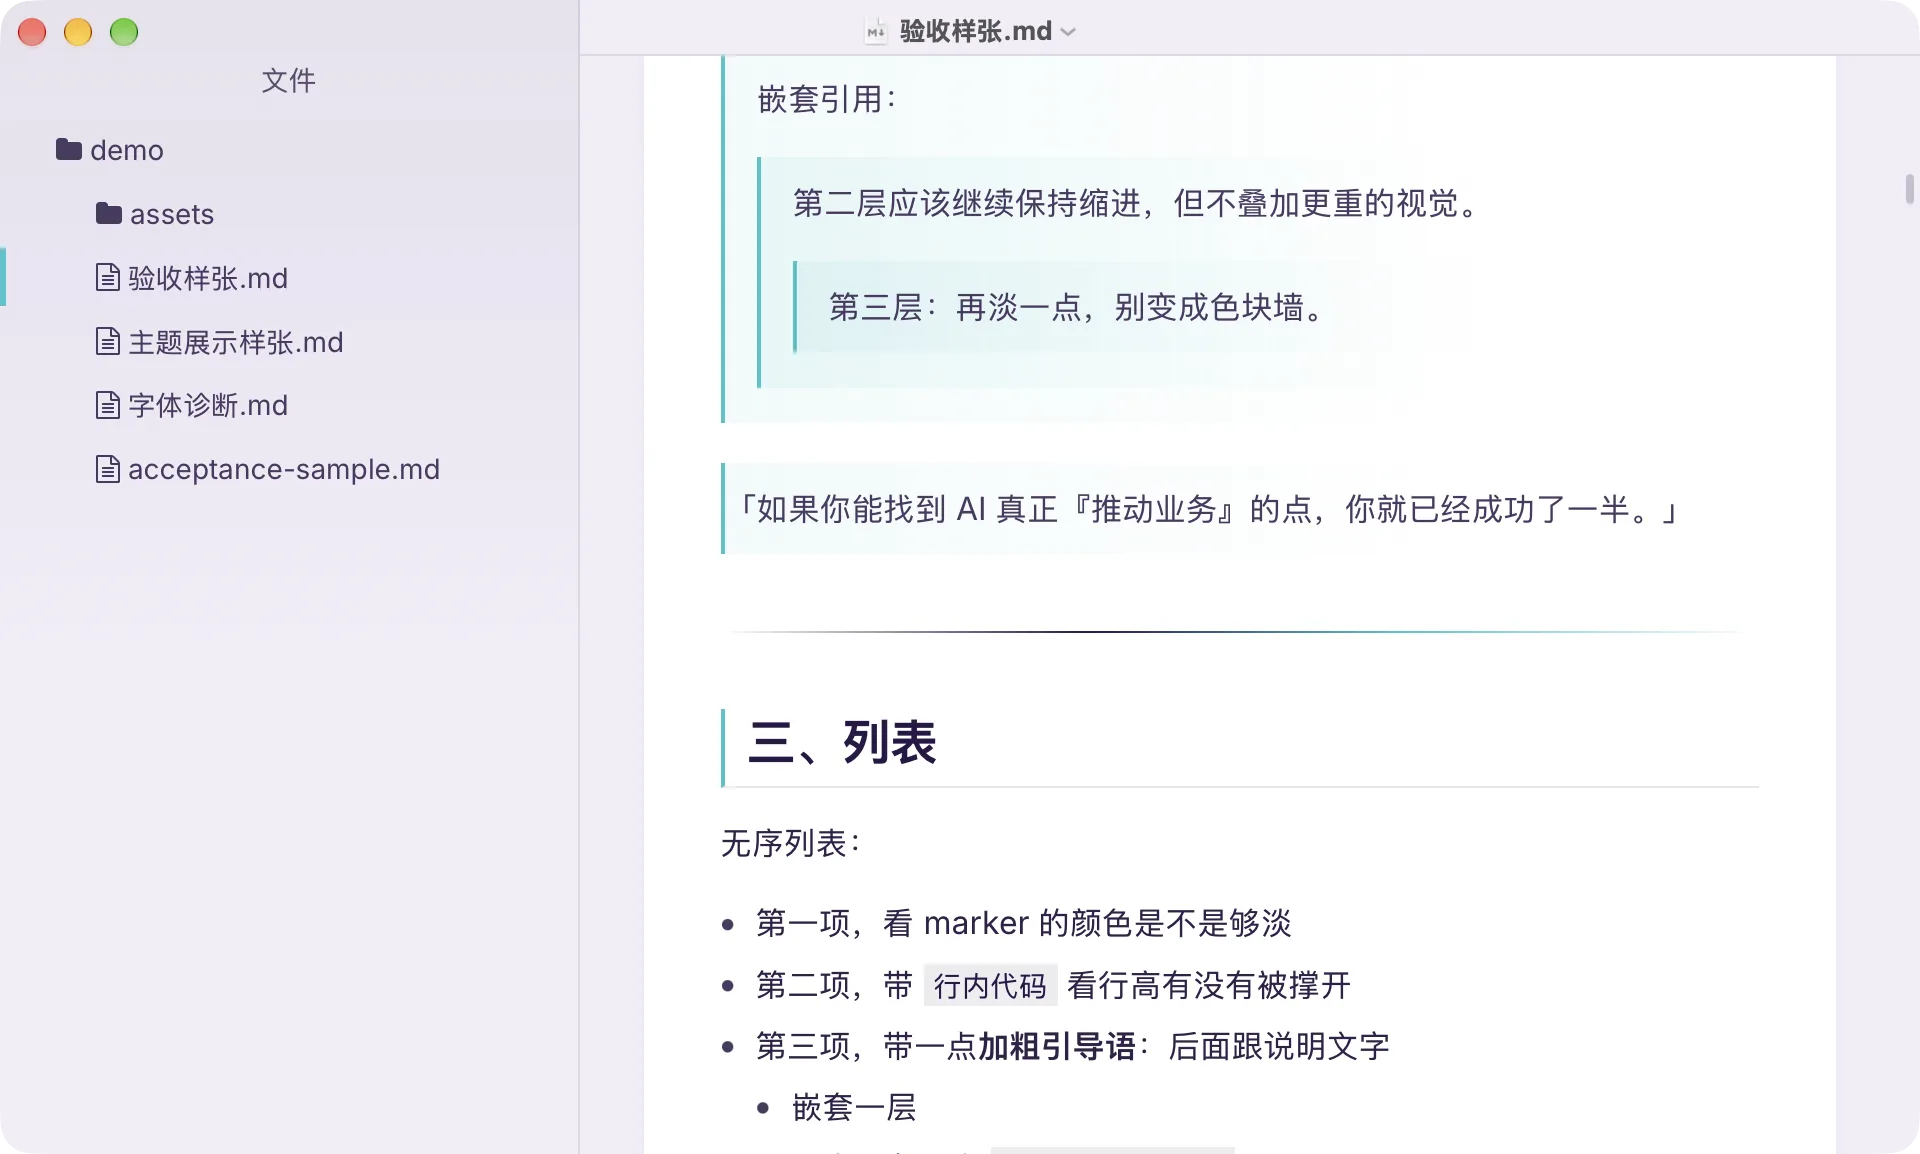 验收样张.md
文件
demo
assets
验收样张.md
主题展示样张.md
字体诊断.md
acceptance-sample.md
嵌套引用：
第二层应该继续保持缩进，但不叠加更重的视觉。
第三层：再淡一点，别变成色块墙。
「如果你能找到 AI 真正『推动业务』的点，你就已经成功了一半。」
三、列表
无序列表：
第一项，看 marker 的颜色是不是够淡
第二项，带 行内代码 看行高有没有被撑开
第三项，带一点加粗引导语：后面跟说明文字
嵌套一层